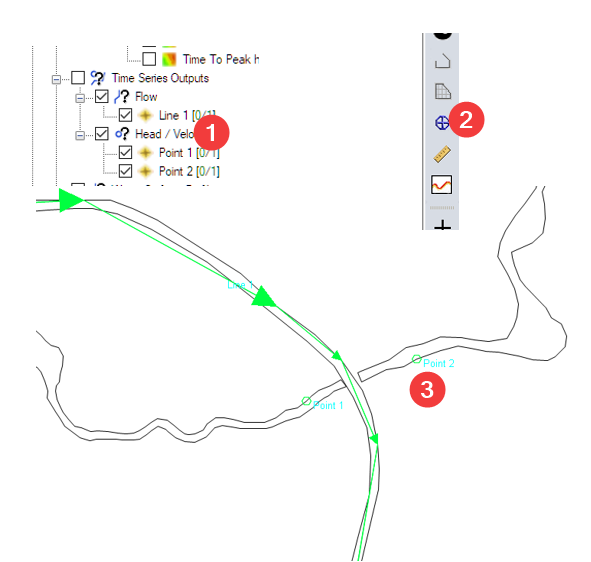 Time To Peak h
Time Series Outputs
Flow
Line 1 [0/1]
1
2
Head / Velo
Point 1 [0/1]
Point 2 [0/1]
Line 1
Point 2
3
Point 1